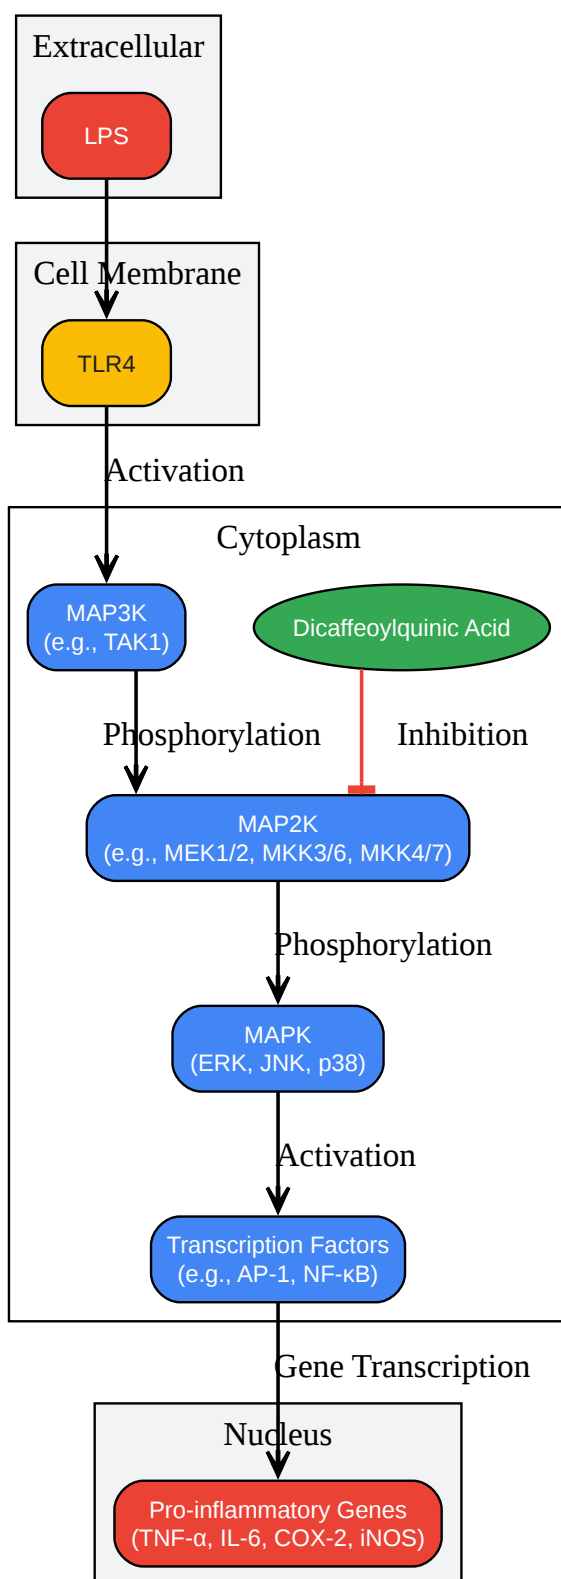 Extracellular
LPS
Cell Membrane
TLR4
Activation
Cytoplasm
MAP3K
(e.g., TAK1)
Dicaffeoylquinic Acid
Phosphorylation
Inhibition
MAP2K
(e.g., MEK1/2, MKK3/6, MKK4/7)
Phosphorylation
MAPK
(ERK, JNK, p38)
Activation
Transcription Factors
(e.g., AP-1, NF-κB)
Gene Transcription
Nucleus
Pro-inflammatory Genes
(TNF-α, IL-6, COX-2, iNOS)